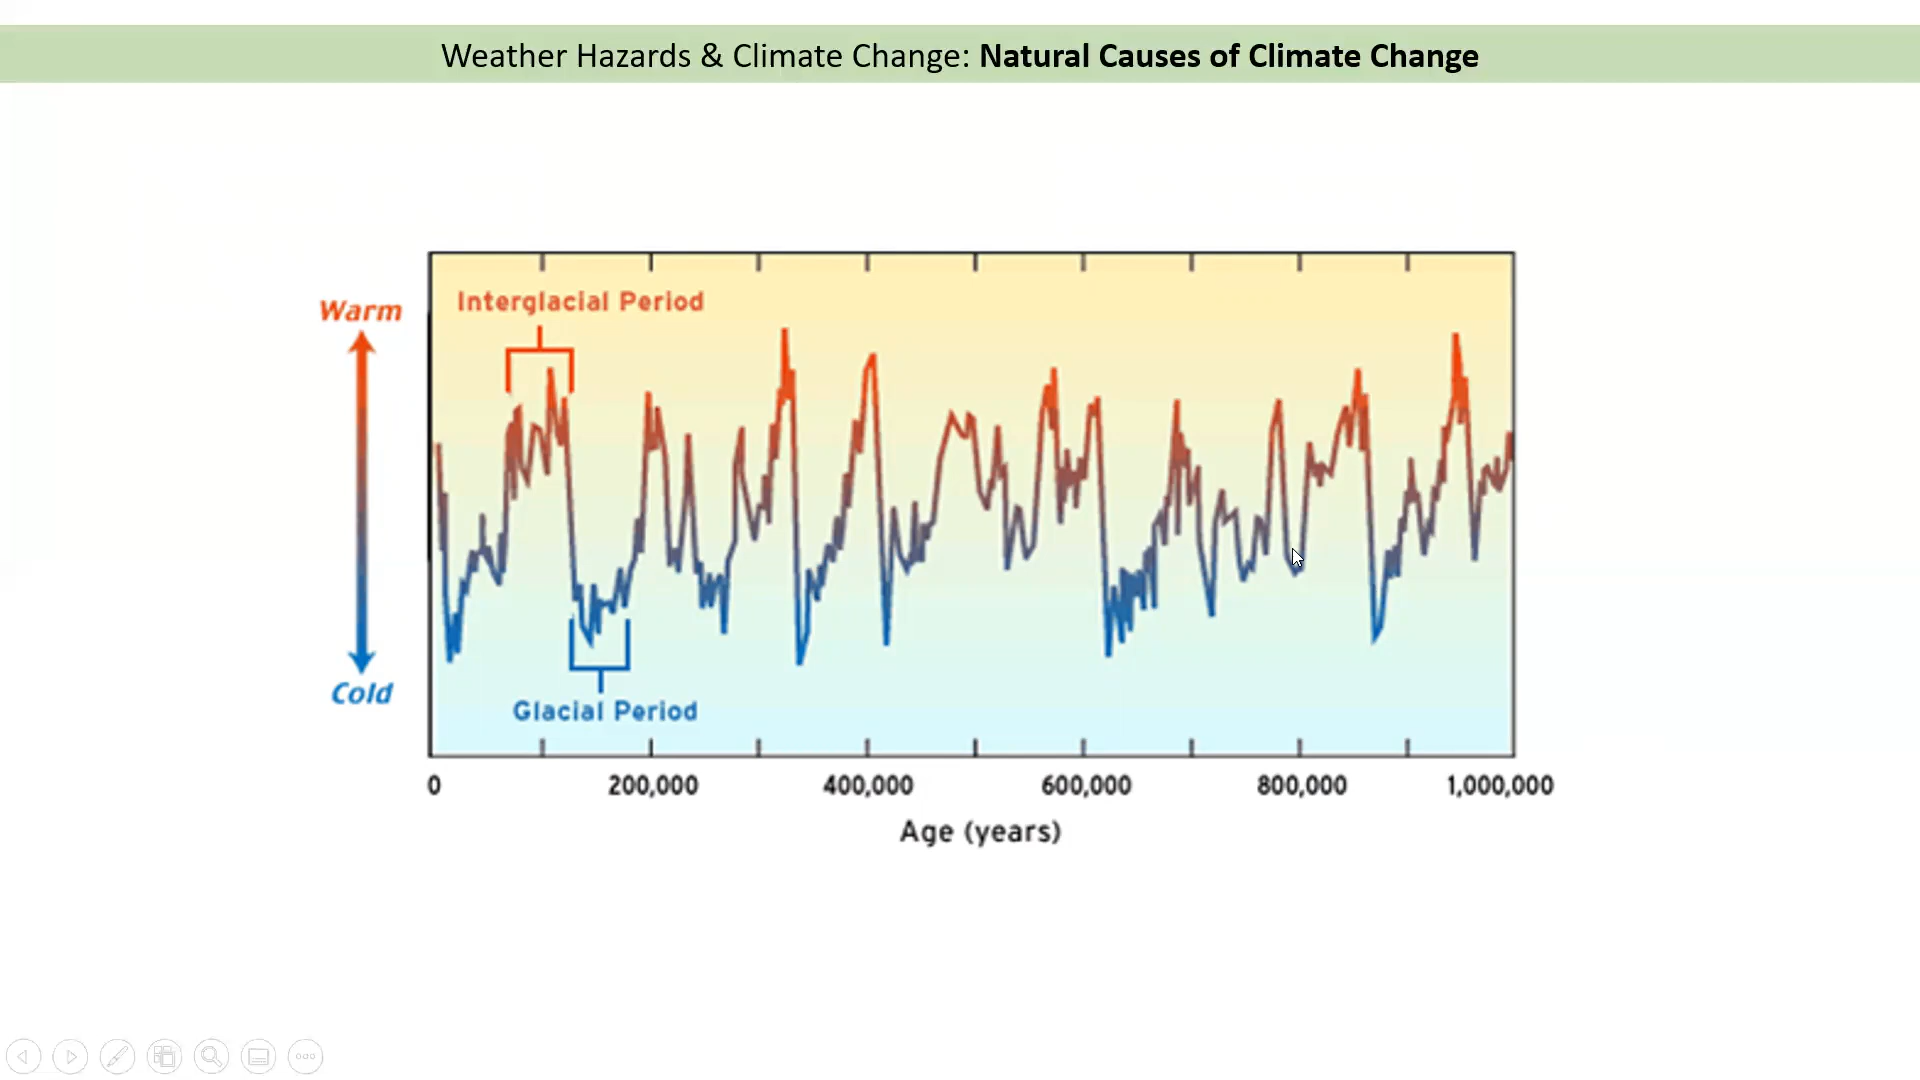 Weather Hazards & Climate Change: Natural Causes of Climate Change
Interglacial Period
Warm
Cold
Glacial Period
0 200,000 400,000 600,000 800,000 1,000,000
Age (years)